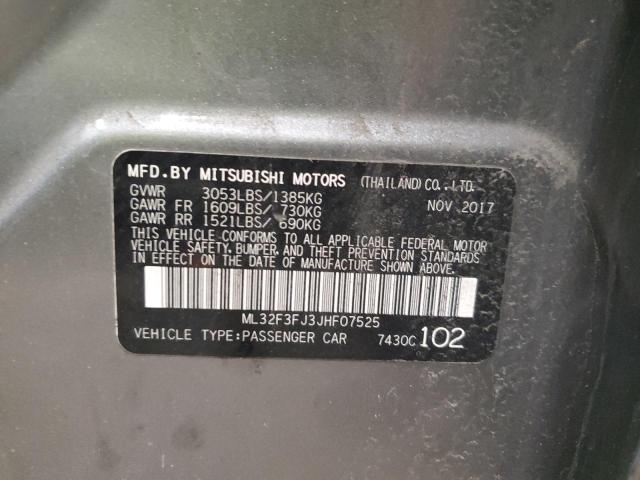 MFD.BY MITSUBISHI MOTORS (THAILAND) CO.,LTD.
GVWR 3053LBS/1385KG NOV 2017
GAWR FR 1609LBS/ 730KG
GAWR RR 1521LBS/ 690KG
THIS VEHICLE CONFORMS TO ALL APPLICABLE FEDERAL MOTOR
VEHICLE SAFETY, BUMPER, AND THEFT PREVENTION STANDARDS
IN EFFECT ON THE DATE OF MANUFACTURE SHOWN ABOVE.
ML32F3FJ3JHF07525
VEHICLE TYPE:PASSENGER CAR 7430C 102